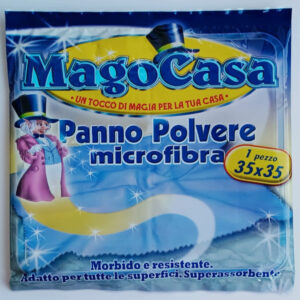 MagoCasa
• UN TOCCO DI MAGIA PER LA TUA CASA •
Panno Polvere
microfibra
1 pezzo
35x35
Morbido e resistente.
Adatto per tutte le superfici. Superassorbente